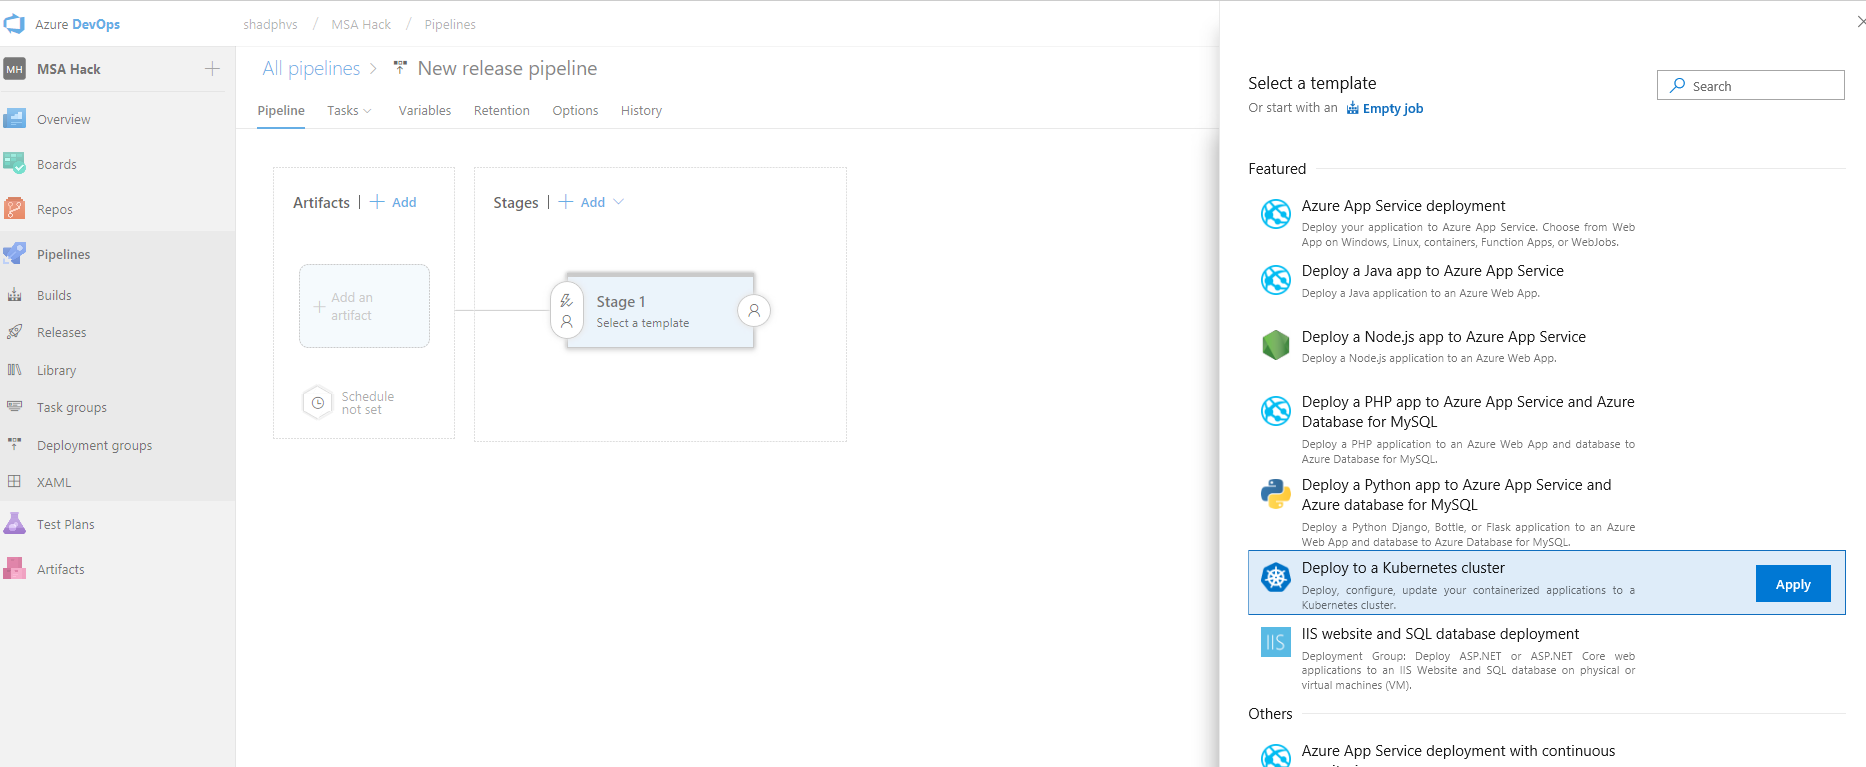 Azure DevOps
shadphvs / MSA Hack / Pipelines
MH MSA Hack
Overview
Boards
Repos
Pipelines
Builds
Releases
Library
Task groups
Deployment groups
XAML
Test Plans
Artifacts
All pipelines > New release pipeline
Pipeline Tasks Variables Retention Options History
Artifacts | + Add
Add an
artifact
Schedule
not set
Stages | + Add
Stage 1
Select a template
Select a template
Search
Or start with an Empty job
Featured
Azure App Service deployment
Deploy your application to Azure App Service. Choose from Web
App on Windows, Linux, containers, Function Apps, or WebJobs.
Deploy a Java app to Azure App Service
Deploy a Java application to an Azure Web App.
Deploy a Node.js app to Azure App Service
Deploy a Node.js application to an Azure Web App.
Deploy a PHP app to Azure App Service and Azure
Database for MySQL
Deploy a PHP application to an Azure Web App and database to
Azure Database for MySQL.
Deploy a Python app to Azure App Service and
Azure database for MySQL
Deploy a Python Django, Bottle, or Flask application to an Azure
Web App and database to Azure Database for MySQL.
Deploy to a Kubernetes cluster
Deploy, configure, update your containerized applications to a
Kubernetes cluster.
Apply
IIS
IIS website and SQL database deployment
Deployment Group: Deploy ASP.NET or ASP.NET Core web
applications to an IIS Website and SQL database on physical or
virtual machines (VM).
Others
Azure App Service deployment with continuous